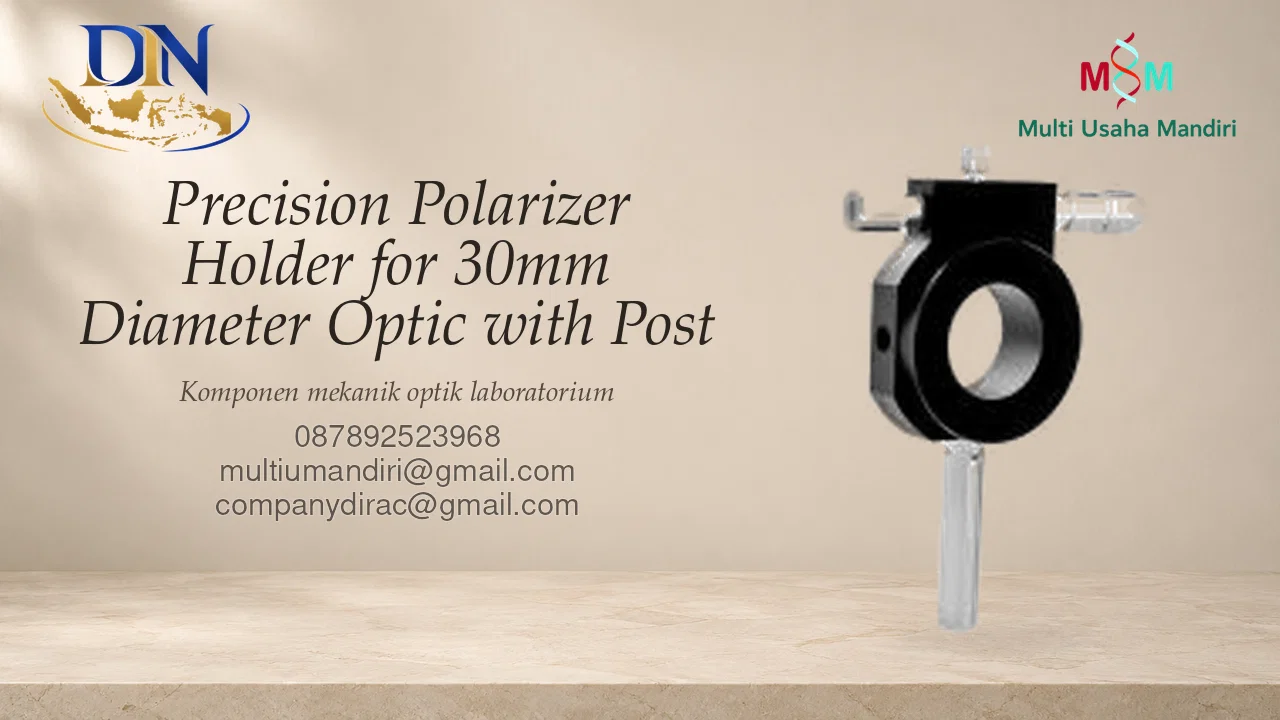 DN
M M
Multi Usaha Mandiri
Precision Polarizer
Holder for 30mm
Diameter Optic with Post
Komponen mekanik optik laboratorium
087892523968
multiumandiri@gmail.com
companydirac@gmail.com